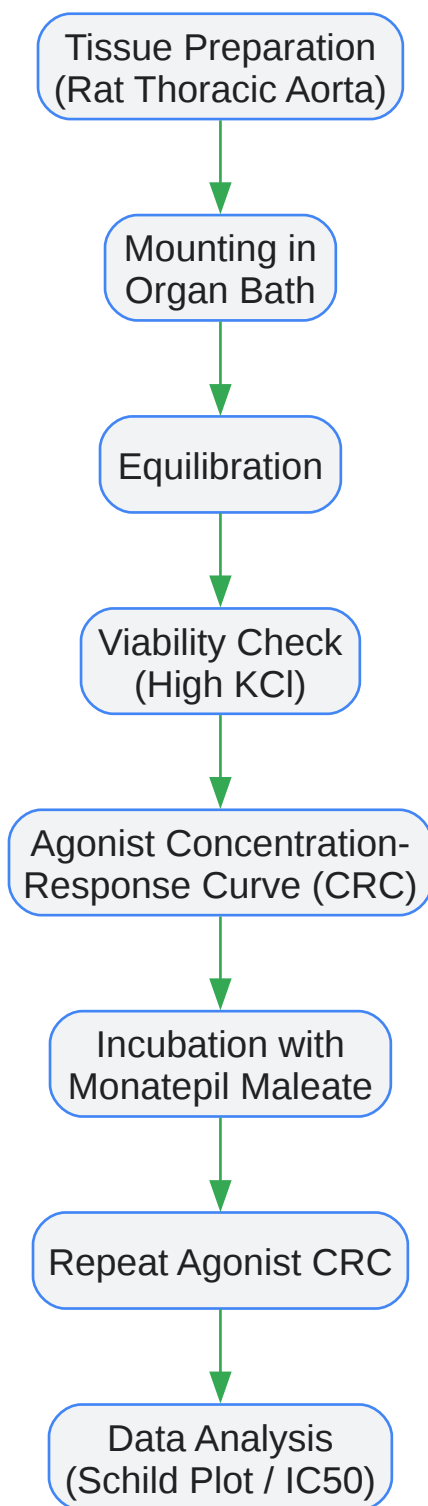 Tissue Preparation
(Rat Thoracic Aorta)
Mounting in
Organ Bath
Equilibration
Viability Check
(High KCl)
Agonist Concentration-
Response Curve (CRC)
Incubation with
Monatepil Maleate
Repeat Agonist CRC
Data Analysis
(Schild Plot / IC50)